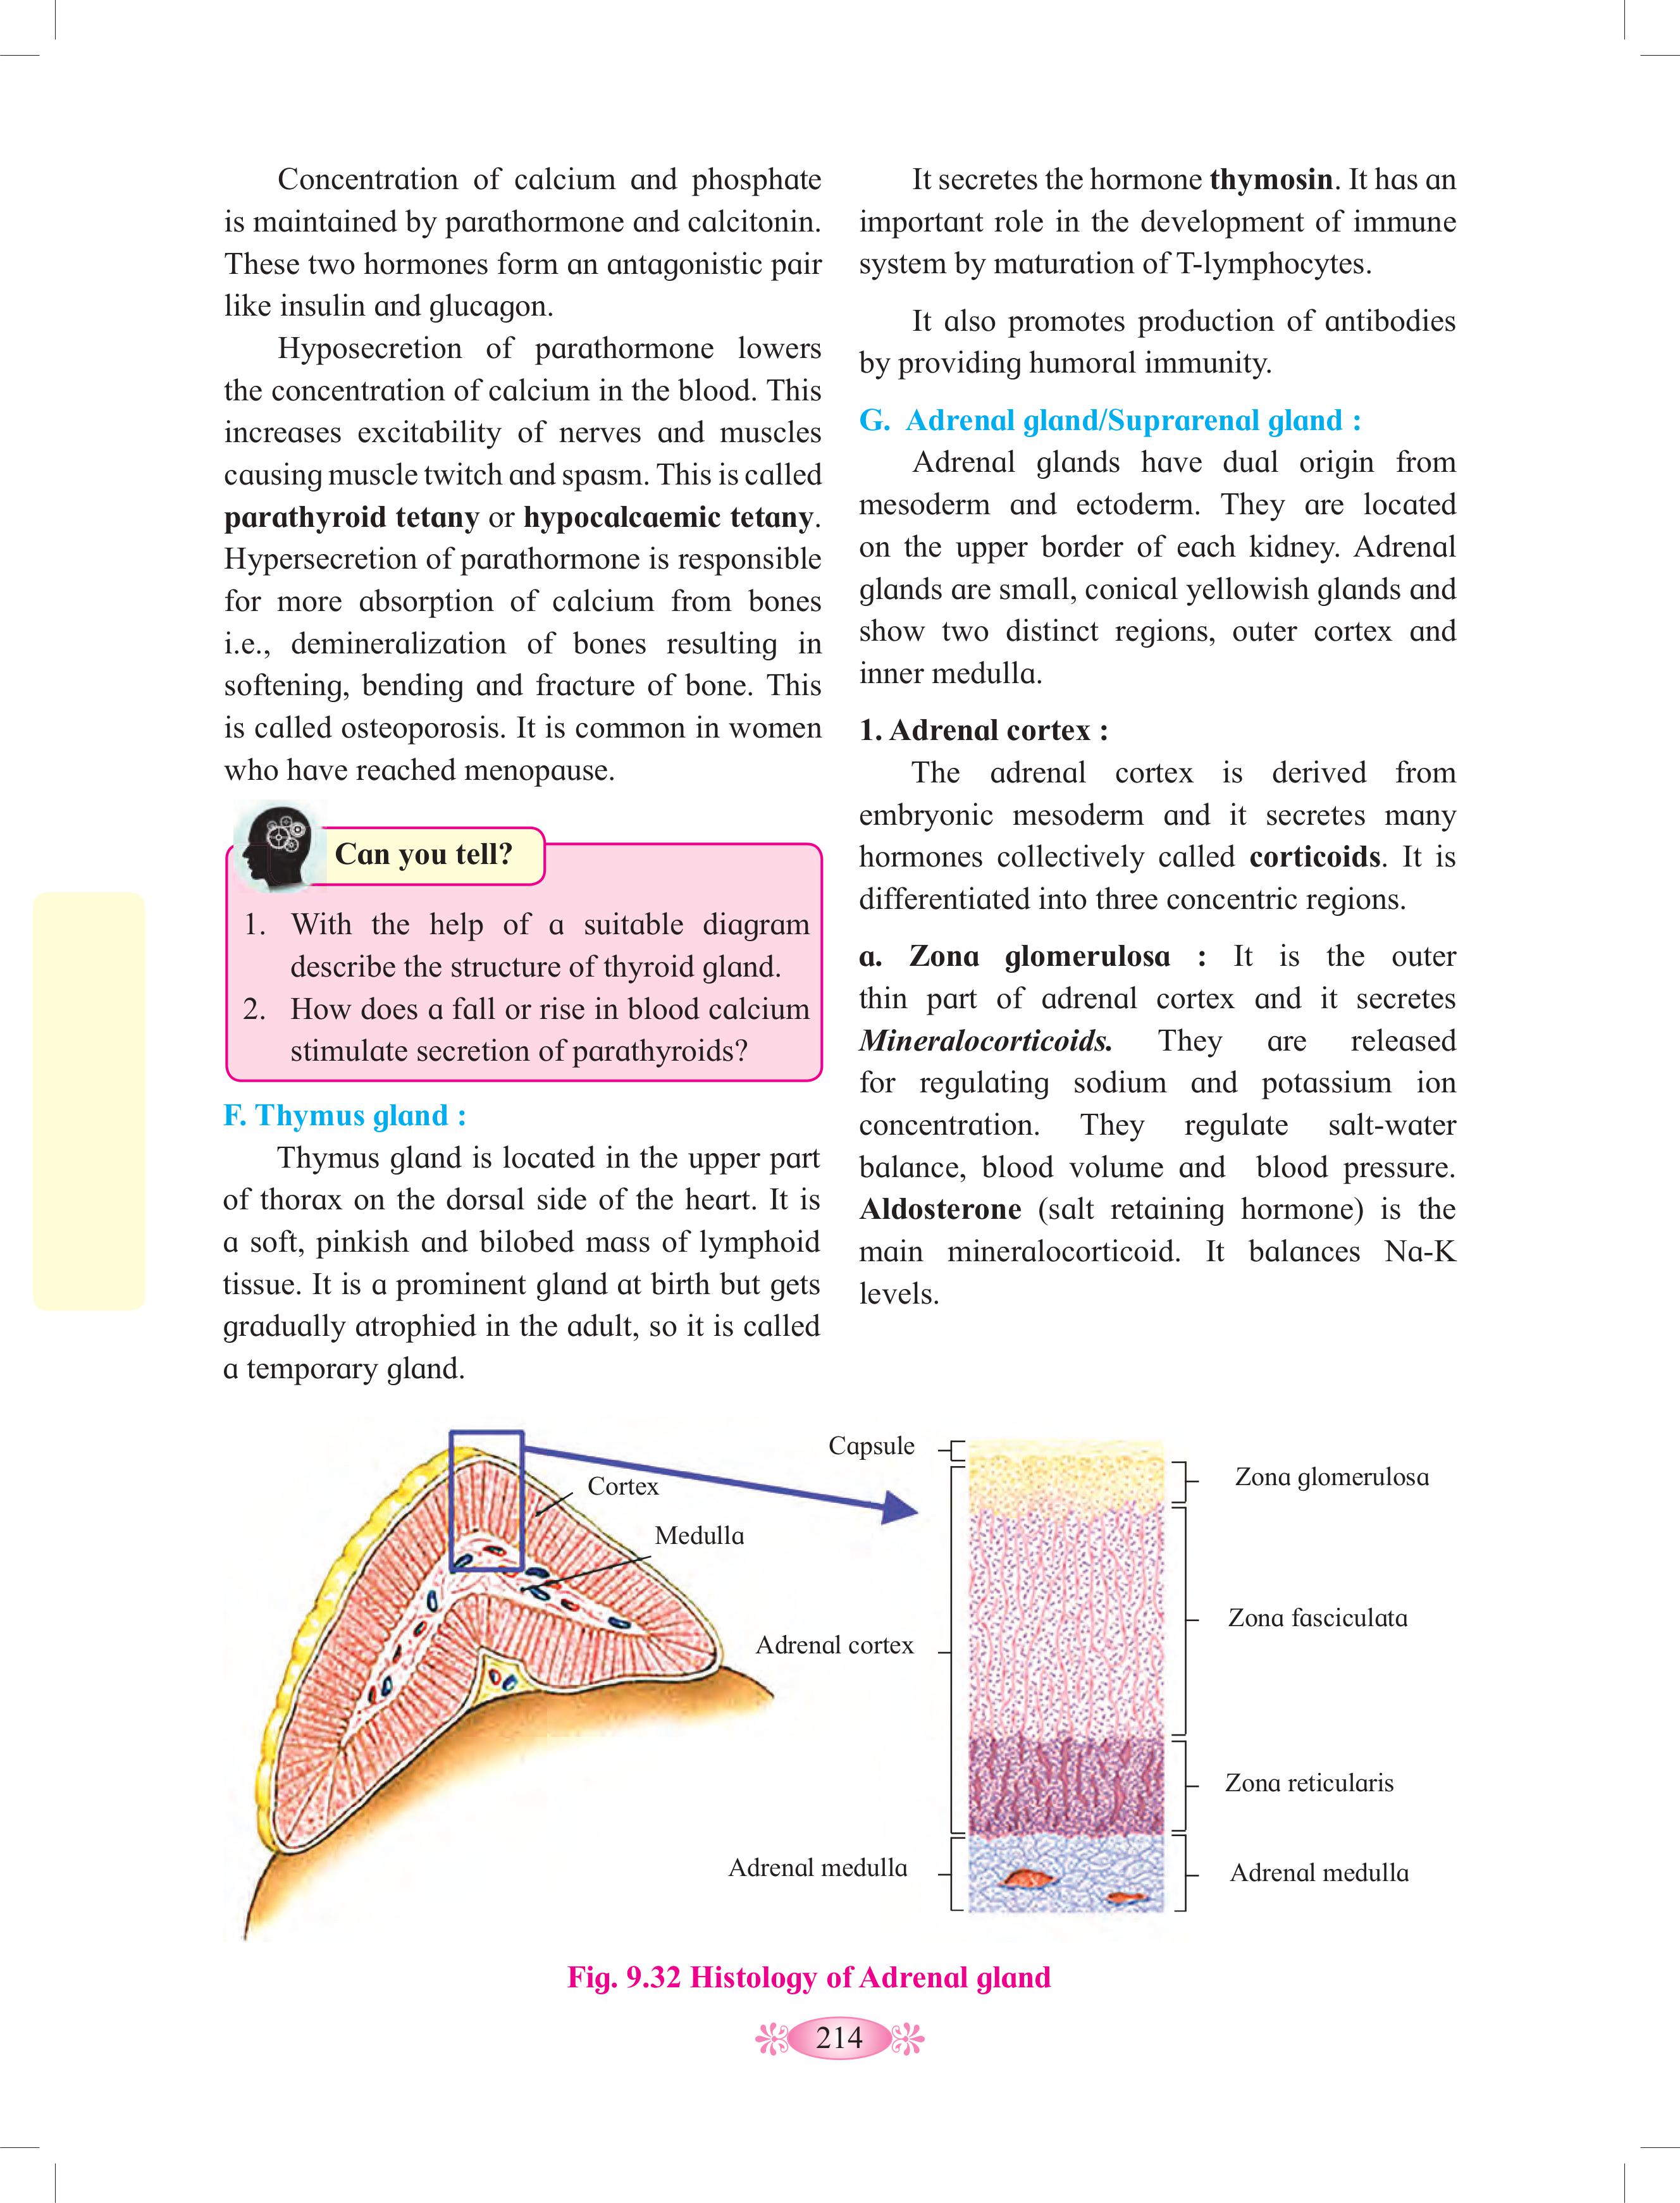 Concentration of calcium and phosphate
is maintained by parathormone and calcitonin.
These two hormones form an antagonistic pair
like insulin and glucagon.
Hyposecretion of parathormone lowers
the concentration of calcium in the blood. This
increases excitability of nerves and muscles
causing muscle twitch and spasm. This is called
parathyroid tetany or hypocalcaemic tetany.
Hypersecretion of parathormone is responsible
for more absorption of calcium from bones
i.e., demineralization of bones resulting in
softening, bending and fracture of bone. This
is called osteoporosis. It is common in women
who have reached menopause.
Can you tell?
1. With the help of a suitable diagram
describe the structure of thyroid gland.
2. How does a fall or rise in blood calcium
stimulate secretion of parathyroids?
F. Thymus gland :
Thymus gland is located in the upper part
of thorax on the dorsal side of the heart. It is
a soft, pinkish and bilobed mass of lymphoid
tissue. It is a prominent gland at birth but gets
gradually atrophied in the adult, so it is called
a temporary gland.
It secretes the hormone thymosin. It has an
important role in the development of immune
system by maturation of T-lymphocytes.
It also promotes production of antibodies
by providing humoral immunity.
G. Adrenal gland/Suprarenal gland :
Adrenal glands have dual origin from
mesoderm and ectoderm. They are located
on the upper border of each kidney. Adrenal
glands are small, conical yellowish glands and
show two distinct regions, outer cortex and
inner medulla.
1. Adrenal cortex :
The adrenal cortex is derived from
embryonic mesoderm and it secretes many
hormones collectively called corticoids. It is
differentiated into three concentric regions.
a. Zona glomerulosa : It is the outer
thin part of adrenal cortex and it secretes
Mineralocorticoids. They are released
for regulating sodium and potassium ion
concentration. They regulate salt-water
balance, blood volume and blood pressure.
Aldosterone (salt retaining hormone) is the
main mineralocorticoid. It balances Na-K
levels.
Cortex
Medulla
Capsule
Adrenal cortex
Adrenal medulla
Zona glomerulosa
Zona fasciculata
Zona reticularis
Adrenal medulla
Fig. 9.32 Histology of Adrenal gland
214